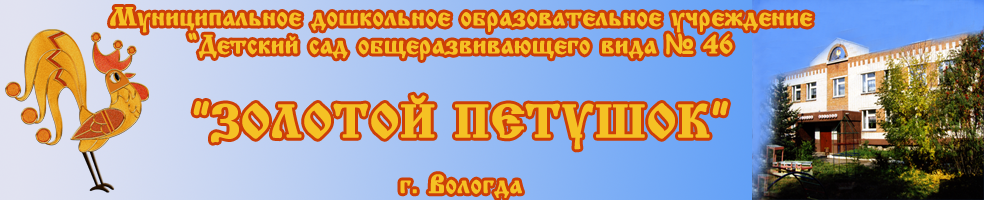 Муниципальное дошкольное образовательное учреждение
"Детский сад общеразвивающего вида № 46
"ЗОЛОТОЙ ПЕТУШОК"
г. Вологда